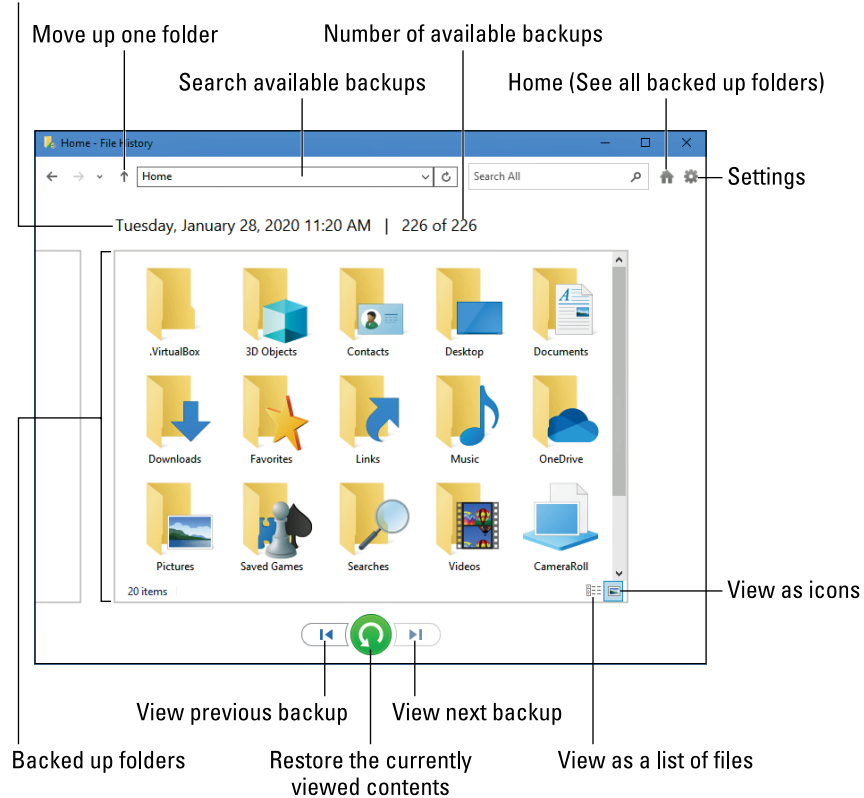 Move up one folder
Number of available backups
Search available backups
Home (See all backed up folders)
Home - File History
Home
Search All
Settings
Tuesday, January 28, 2020 11:20 AM | 226 of 226
.VirtualBox
3D Objects
Contacts
Desktop
Documents
Downloads
Favorites
Links
Music
OneDrive
Pictures
Saved Games
Searches
Videos
CameraRoll
20 items
View as icons
View previous backup
View next backup
Backed up folders
Restore the currently
viewed contents
View as a list of files